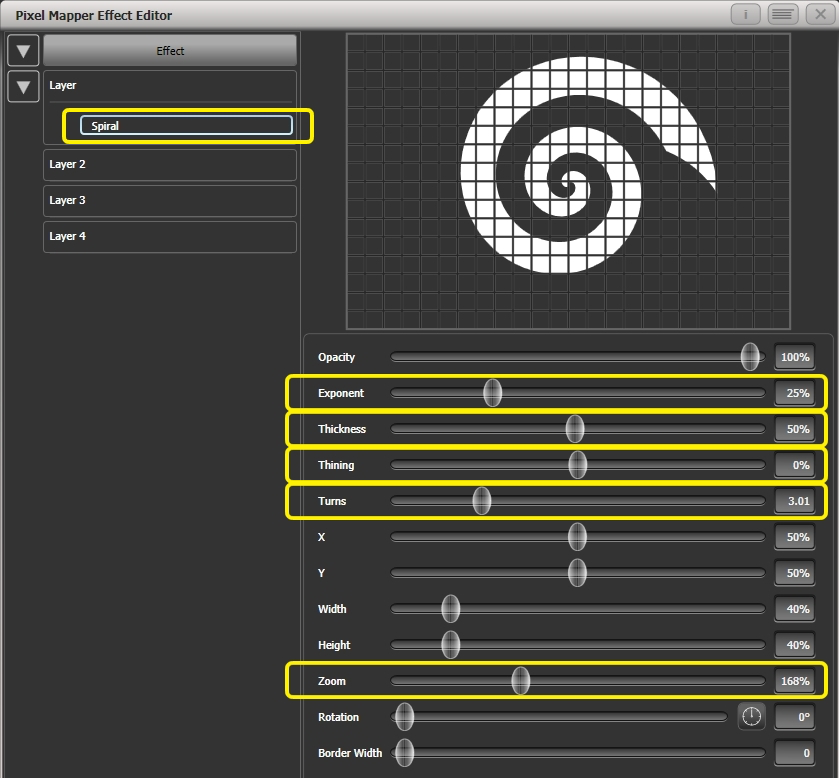 Pixel Mapper Effect Editor
i
Effect
Layer
Spiral
Layer 2
Layer 3
Layer 4
Opacity 100%
Exponent 25%
Thickness 50%
Thining 0%
Turns 3.01
X 50%
Y 50%
Width 40%
Height 40%
Zoom 168%
Rotation 0°
Border Width 0